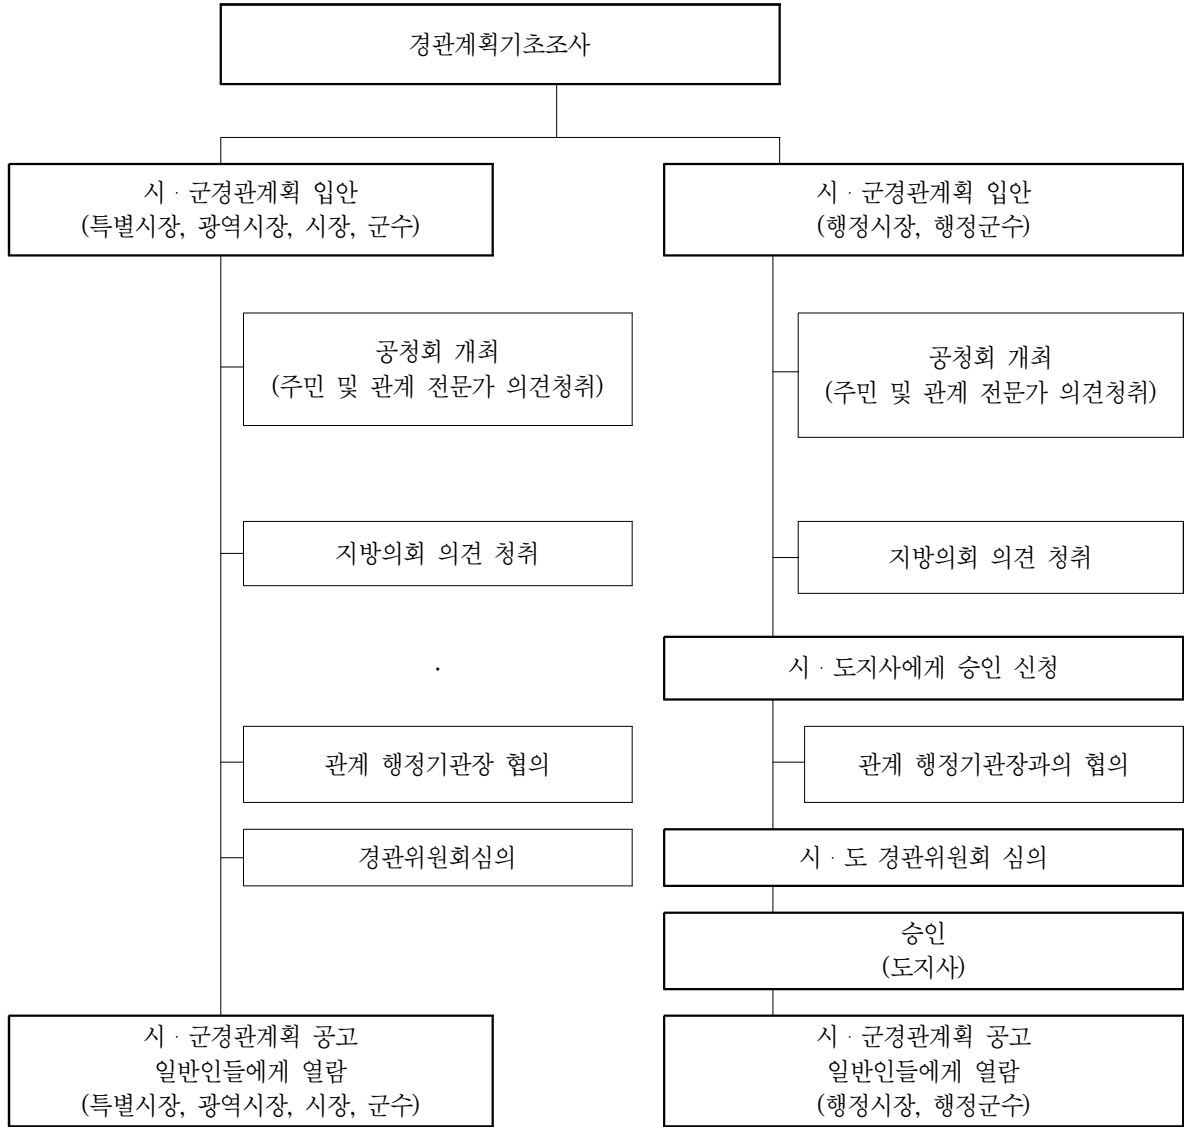 경관계획기초조사
시 · 군경관계획 입안
(특별시장, 광역시장, 시장, 군수)
시 · 군경관계획 입안
(행정시장, 행정군수)
공청회 개최
(주민 및 관계 전문가 의견청취)
공청회 개최
(주민 및 관계 전문가 의견청취)
지방의회 의견 청취
지방의회 의견 청취
.
시 · 도지사에게 승인 신청
관계 행정기관장 협의
관계 행정기관장과의 협의
경관위원회심의
시 · 도 경관위원회 심의
승인
(도지사)
시 · 군경관계획 공고
일반인들에게 열람
(특별시장, 광역시장, 시장, 군수)
시 · 군경관계획 공고
일반인들에게 열람
(행정시장, 행정군수)